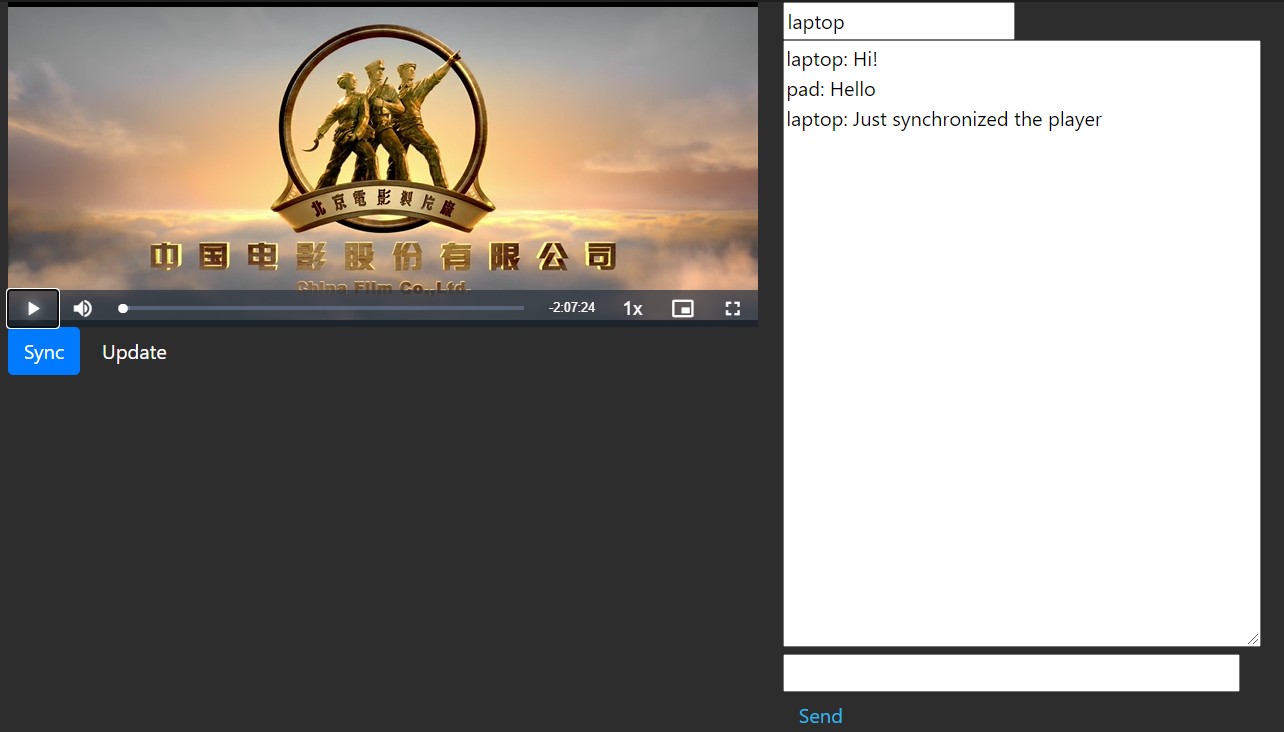 北京電影製片廠
中国电影股份有限公司
China Film Co.,Ltd.
-2:07:24
1x
Sync
Update
laptop
laptop: Hi!
pad: Hello
laptop: Just synchronized the player
Send